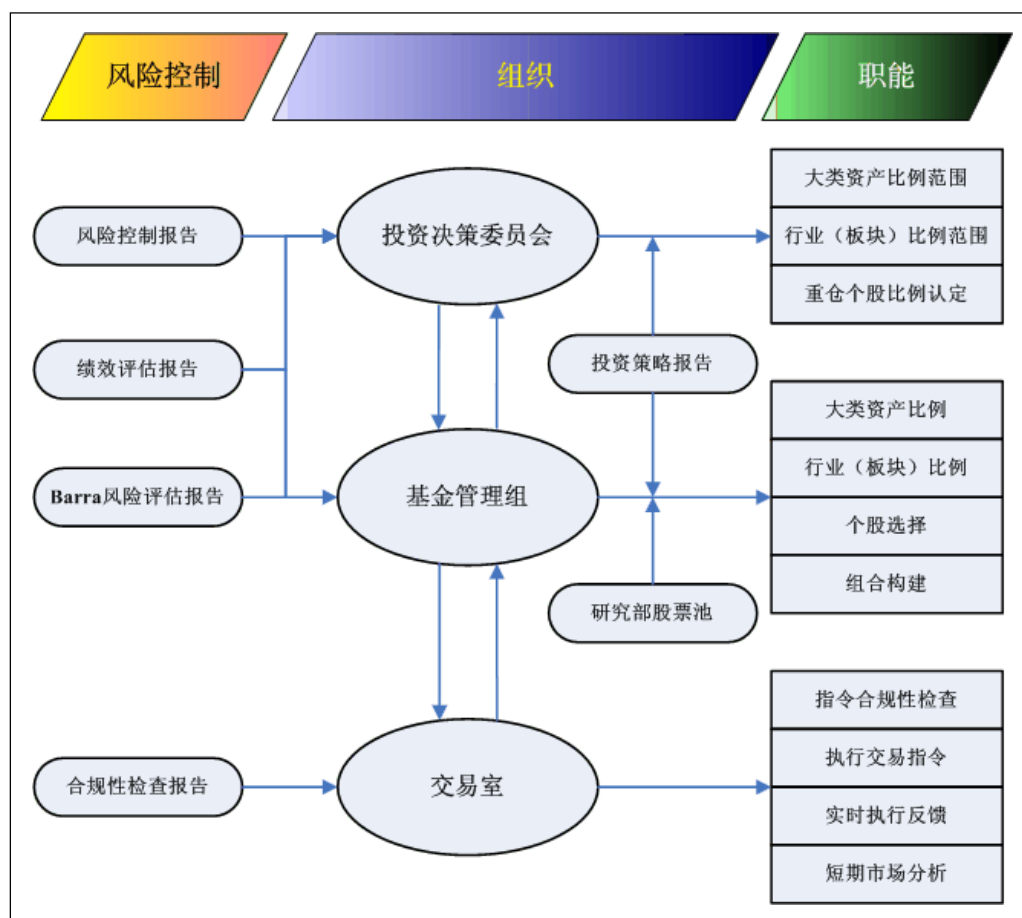 风险控制
组织
职能
大类资产比例范围
风险控制报告
投资决策委员会
行业（板块）比例范围
重仓个股比例认定
绩效评估报告
投资策略报告
大类资产比例
行业（板块）比例
Barra风险评估报告
基金管理组
个股选择
组合构建
研究部股票池
指令合规性检查
执行交易指令
合规性检查报告
交易室
实时执行反馈
短期市场分析